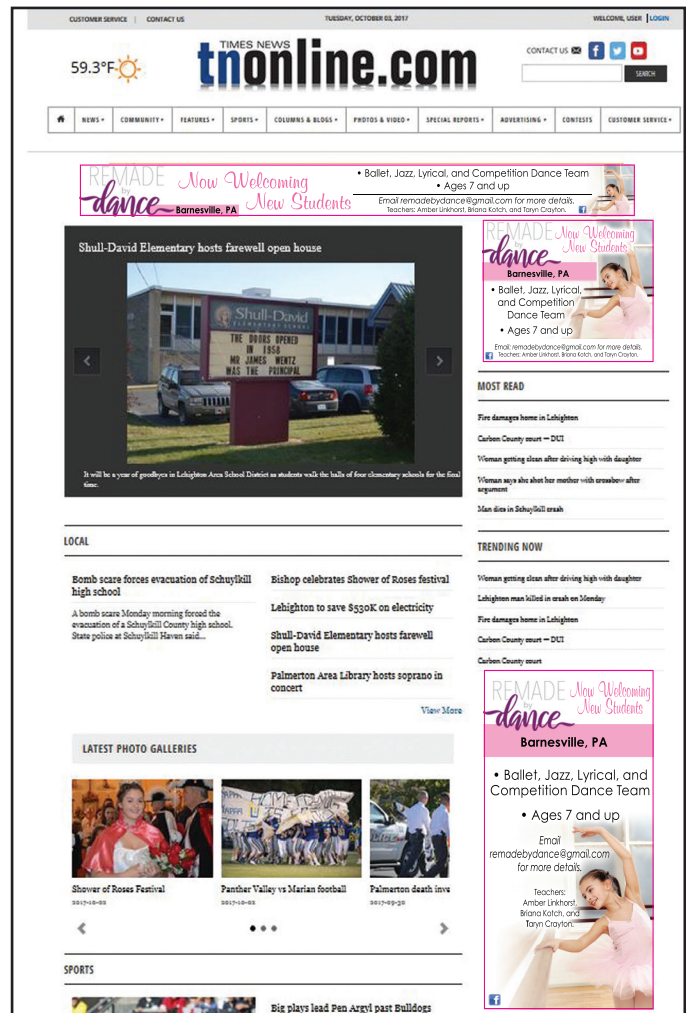 CUSTOMER SERVICE | CONTACT US
TUESDAY, OCTOBER 03, 2017
WELCOME, USER | LOGIN
59.3°F
TIMES NEWS
tnonline.com
CONTACT US
SEARCH
NEWS
COMMUNITY
FEATURES
SPORTS
COLUMNS & BLOGS
PHOTOS & VIDEO
SPECIAL REPORTS
ADVERTISING
CONTESTS
CUSTOMER SERVICE
REMADE
by
dance
Barnesville, PA
Now Welcoming
New Students
• Ballet, Jazz, Lyrical, and Competition Dance Team
• Ages 7 and up
Email remadebydance@gmail.com for more details.
Teachers: Amber Linkhorst, Briana Kotch, and Taryn Crayton.
Shull-David Elementary hosts farewell open house
Shull-David
ELEMENTARY SCHOOL
THE DOORS OPENED
IN 1958
MR JAMES WENTZ
WAS THE PRINCIPAL
It will be a year of goodbyes in Lehighton Area School District as students walk the halls of four elementary schools for the final
time.
REMADE
by
dance
Now Welcoming
New Students
Barnesville, PA
• Ballet, Jazz, Lyrical,
and Competition
Dance Team
• Ages 7 and up
Email: remadebydance@gmail.com for more details.
Teachers: Amber Linkhorst, Briana Kotch, and Taryn Crayton.
MOST READ
Fire damages home in Lehighton
Carbon County court — DUI
Woman getting clean after driving high with daughter
Woman says she shot her mother with crossbow after
argument
Man dies in Schuylkill crash
LOCAL
Bomb scare forces evacuation of Schuylkill
high school
A bomb scare Monday morning forced the
evacuation of a Schuylkill County high school.
State police at Schuylkill Haven said...
Bishop celebrates Shower of Roses festival
Lehighton to save $530K on electricity
Shull-David Elementary hosts farewell
open house
Palmerton Area Library hosts soprano in
concert
View More
TRENDING NOW
Woman getting clean after driving high with daughter
Lehighton man killed in crash on Monday
Fire damages home in Lehighton
Carbon County court — DUI
Carbon County court
LATEST PHOTO GALLERIES
Shower of Roses Festival
2017-10-02
Panther Valley vs Marian football
2017-10-02
Palmerton death inve
2017-09-30
REMADE
by
dance
Now Welcoming
New Students
Barnesville, PA
• Ballet, Jazz, Lyrical, and
Competition Dance Team
• Ages 7 and up
Email
remadebydance@gmail.com
for more details.
Teachers:
Amber Linkhorst,
Briana Kotch, and
Taryn Crayton.
SPORTS
Big plays lead Pen Argyl past Bulldogs